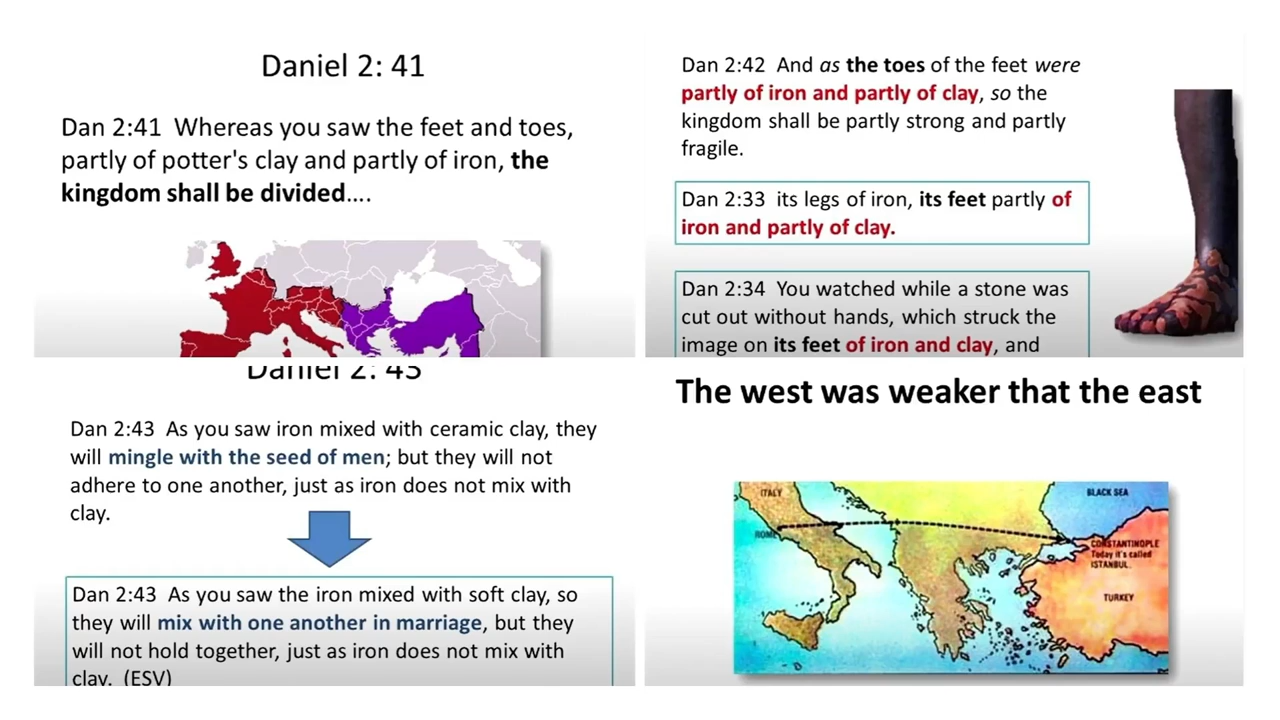 Daniel 2: 41
Dan 2:41 Whereas you saw the feet and toes,
partly of potter's clay and partly of iron, the
kingdom shall be divided....
Dan 2:42 And as the toes of the feet were
partly of iron and partly of clay, so the
kingdom shall be partly strong and partly
fragile.
Dan 2:33 its legs of iron, its feet partly of
iron and partly of clay.
Dan 2:34 You watched while a stone was
cut out without hands, which struck the
image on its feet of iron and clay, and
Daniel 2: 43
Dan 2:43 As you saw iron mixed with ceramic clay, they
will mingle with the seed of men; but they will not
adhere to one another, just as iron does not mix with
clay.
Dan 2:43 As you saw the iron mixed with soft clay, so
they will mix with one another in marriage, but they
will not hold together, just as iron does not mix with
clay. (ESV)
The west was weaker that the east
ITALY
BLACK SEA
ROME
CONSTANTINOPLE
Today it's called
ISTANBUL.
TURKEY